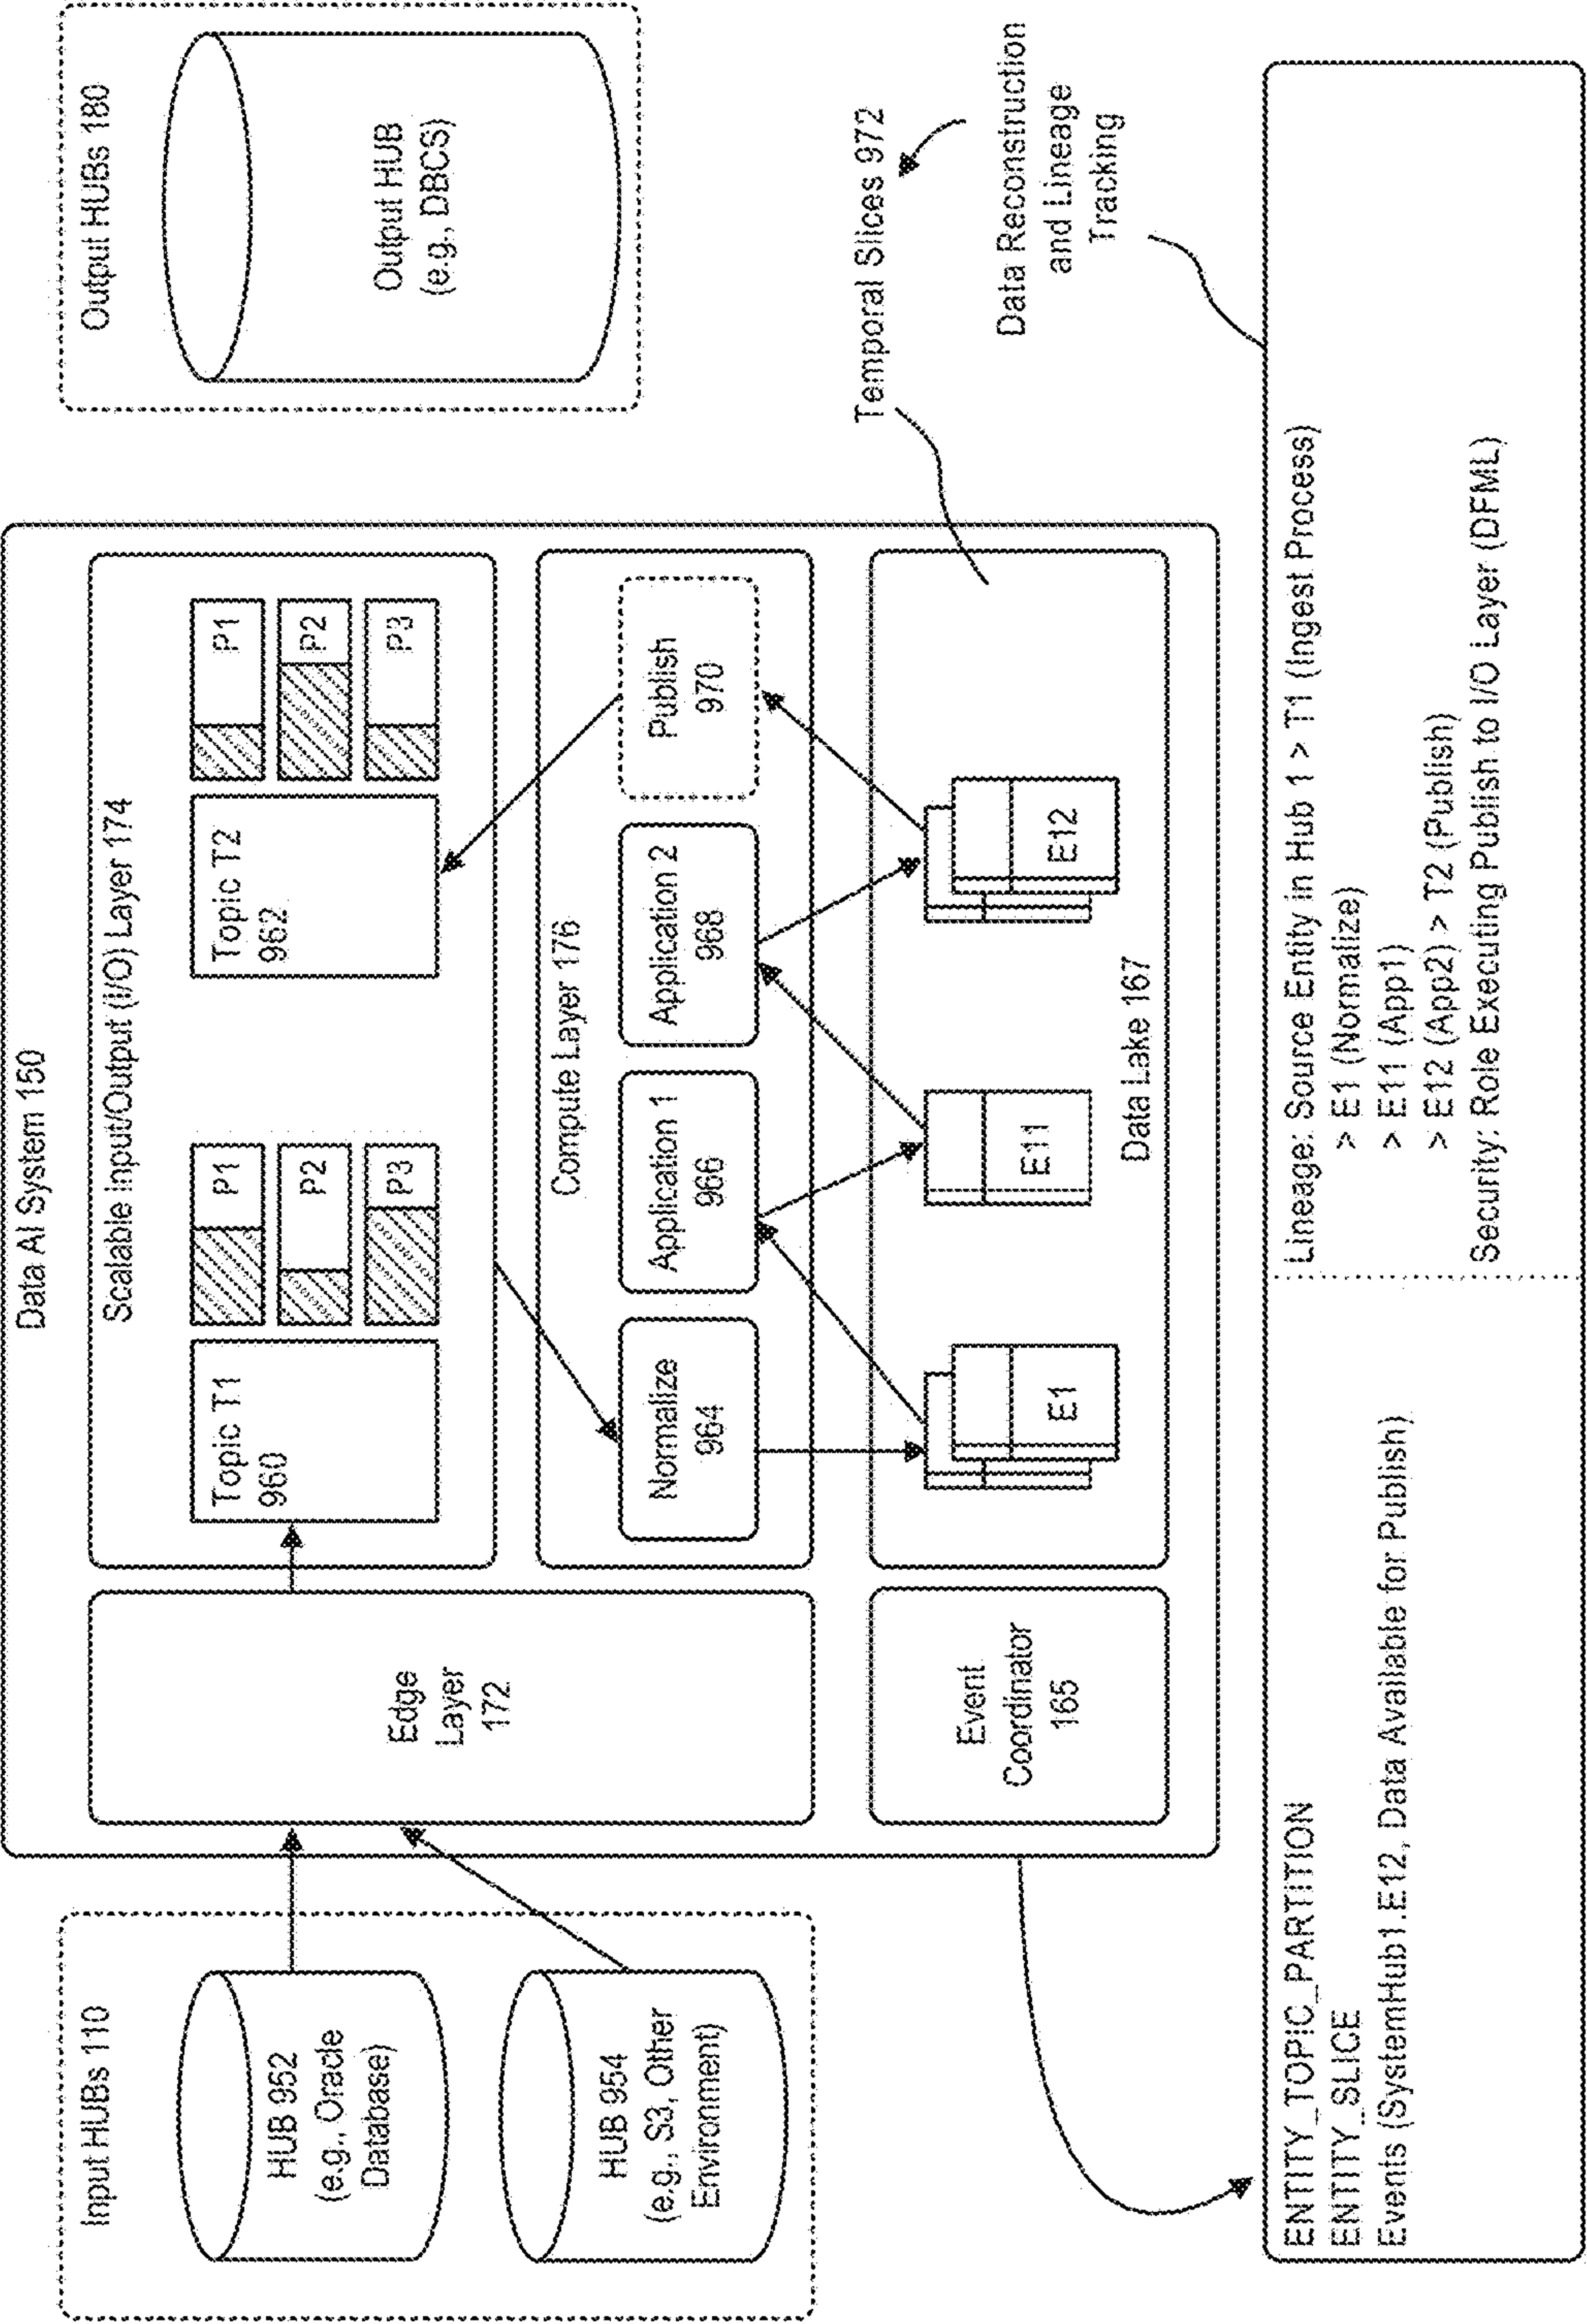 Input HUBs 110
HUB 952
(e.g., Oracle
Database)
HUB 954
(e.g., S3, Other
Environment)
Data AI System 150
Edge
Layer
172
Event
Coordinator
165
Scalable Input/Output (I/O) Layer 174
Topic T1
960
P1
P2
P3
Topic T2
962
P1
P2
P3
Compute Layer 176
Normalize
964
Application 1
966
Application 2
968
Publish
970
E1
E11
E12
Data Lake 167
Output HUBs 180
Output HUB
(e.g., DBCS)
Temporal Slices 972
Data Reconstruction
and Lineage
Tracking
ENTITY_TOPIC_PARTITION
ENTITY_SLICE
Events (SystemHub1.E12, Data Available for Publish)
Lineage: Source Entity in Hub 1 > T1 (Ingest Process)
> E1 (Normalize)
> E11 (App1)
> E12 (App2) > T2 (Publish)
Security: Role Executing Publish to I/O Layer (DFML)